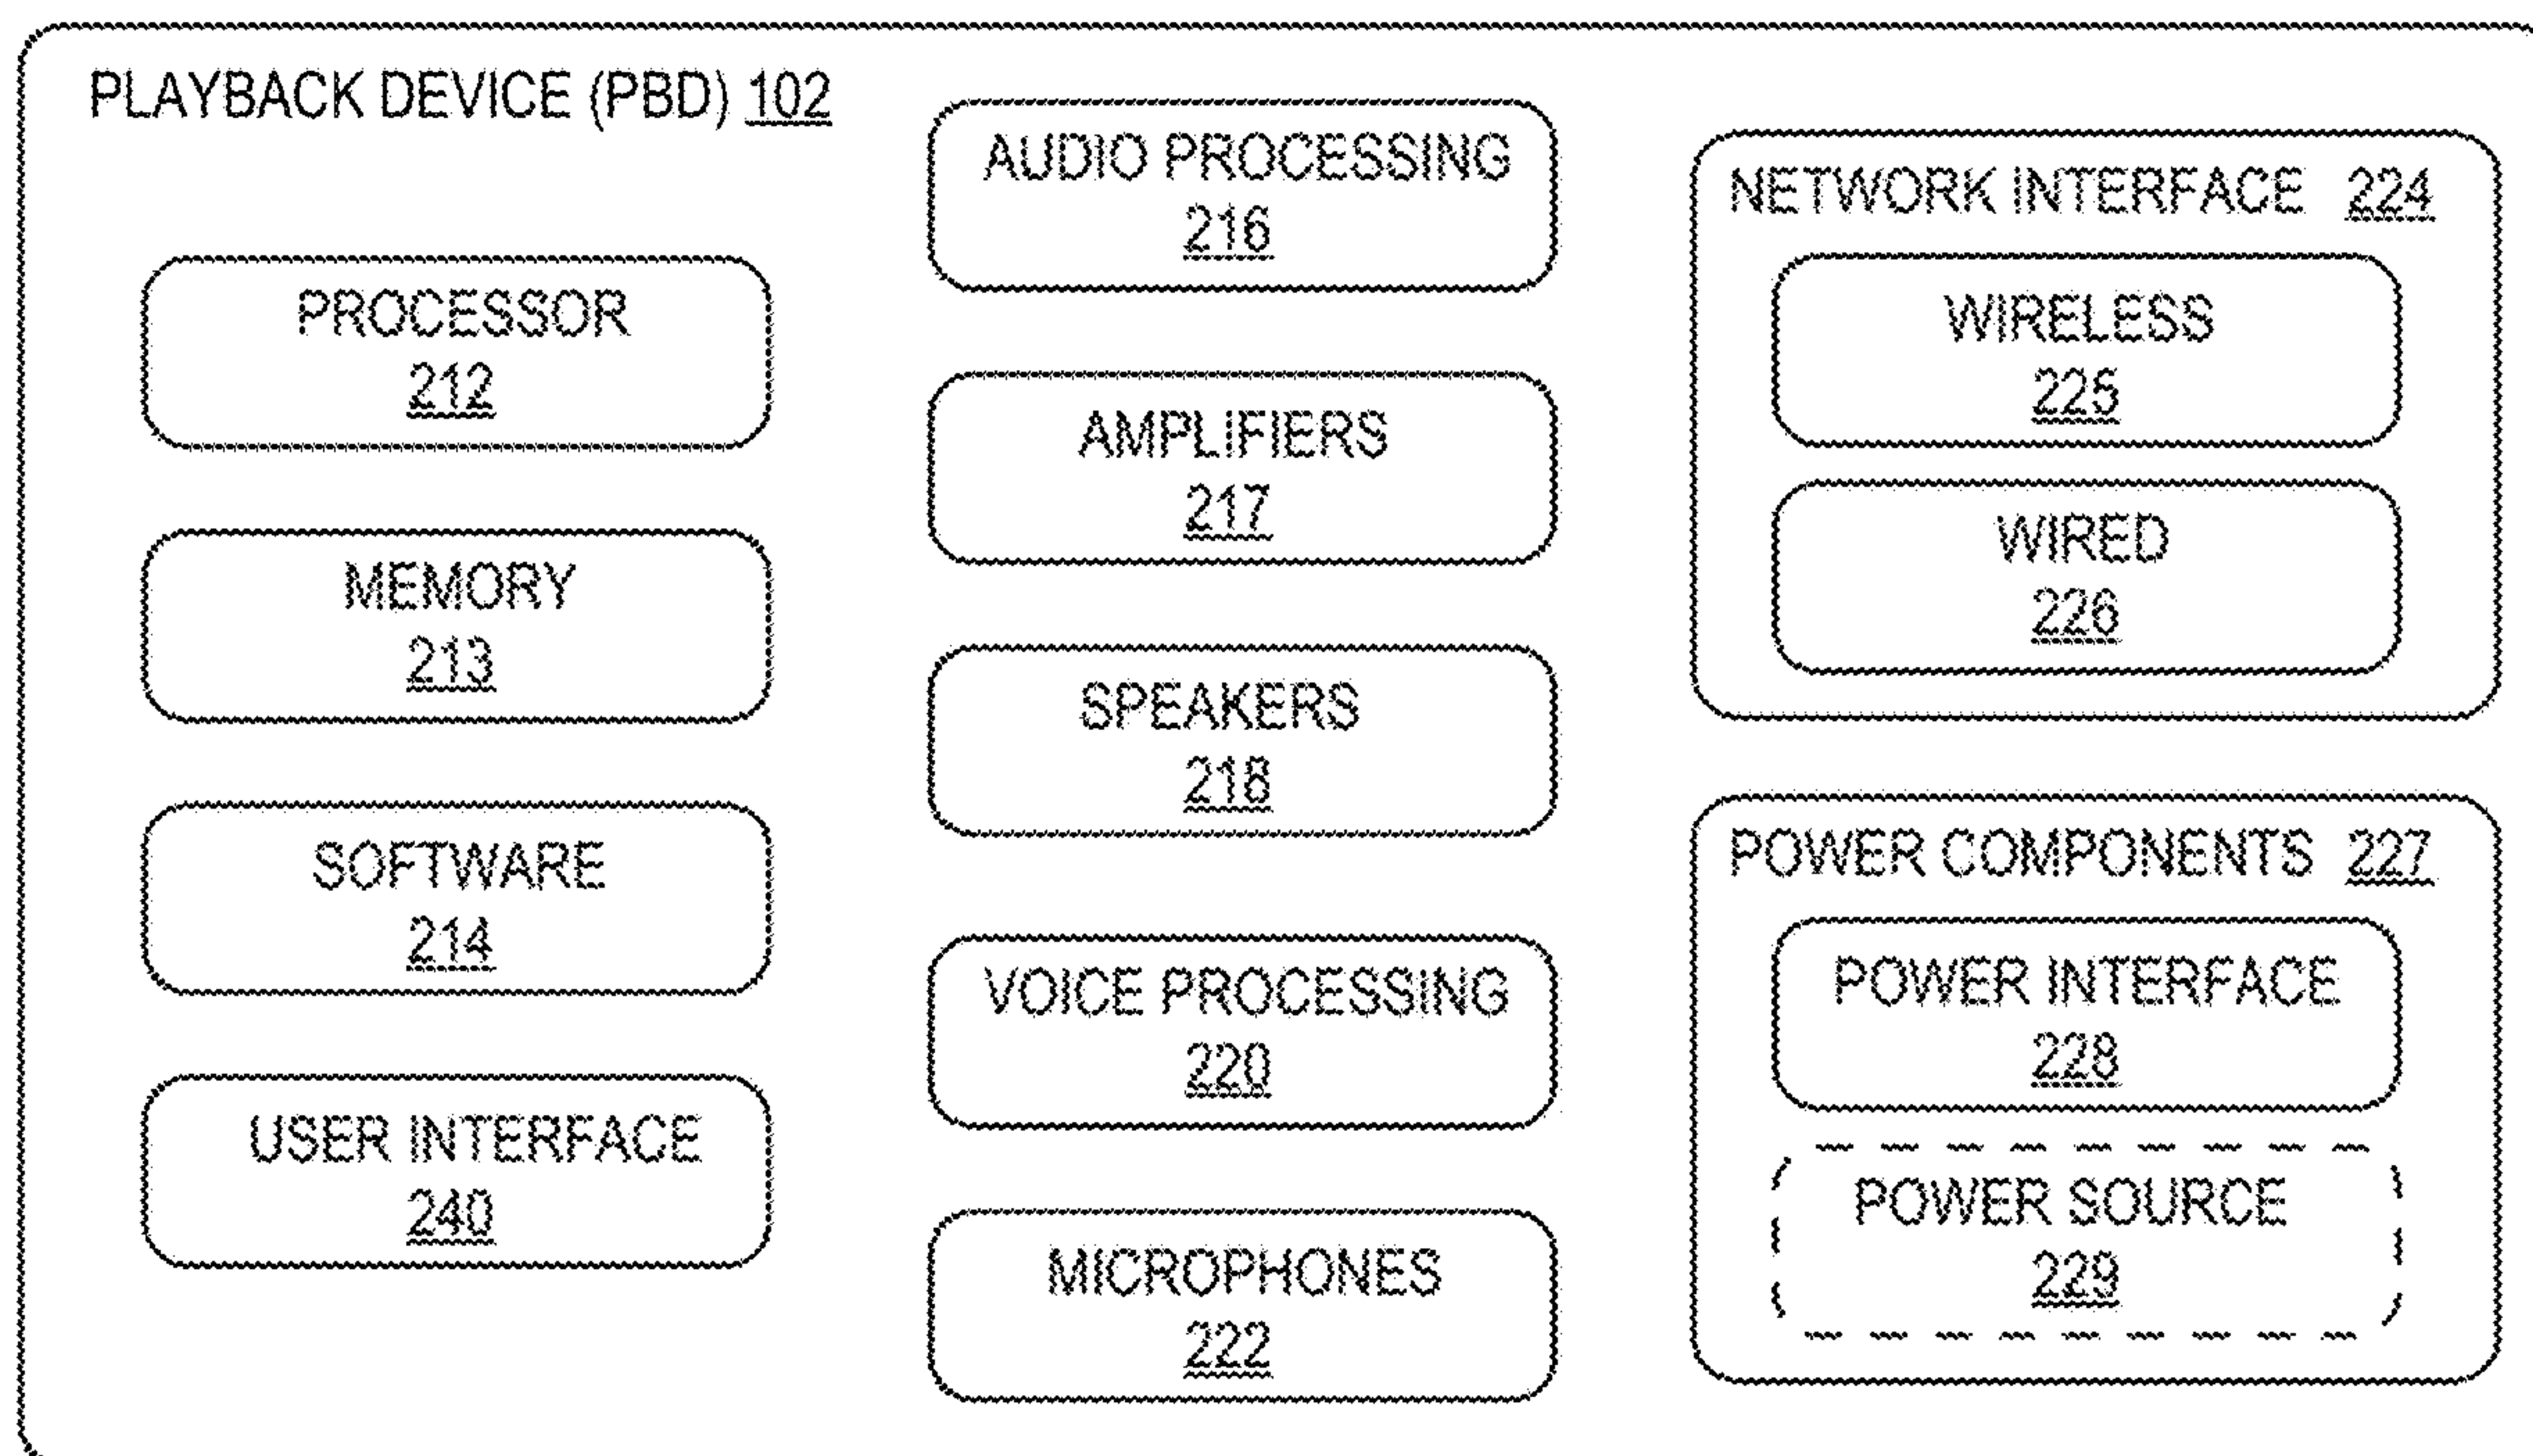 PLAYBACK DEVICE (PBD) 102
PROCESSOR
212
MEMORY
213
SOFTWARE
214
USER INTERFACE
240
AUDIO PROCESSING
216
AMPLIFIERS
217
SPEAKERS
218
VOICE PROCESSING
220
MICROPHONES
222
NETWORK INTERFACE 224
WIRELESS
225
WIRED
226
POWER COMPONENTS 227
POWER INTERFACE
228
POWER SOURCE
229